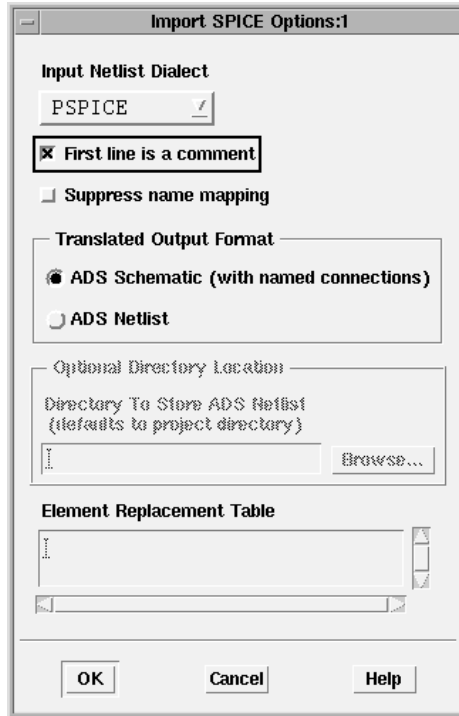 Import SPICE Options:1
Input Netlist Dialect
PSPICE
First line is a comment
Suppress name mapping
Translated Output Format
ADS Schematic (with named connections)
ADS Netlist
Optional Directory Location
Directory To Store ADS Netlist
(defaults to project directory)
Browse...
Element Replacement Table
OK Cancel Help